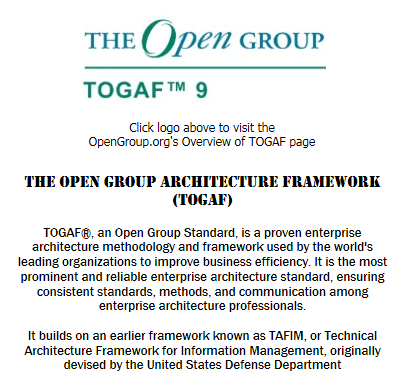 THE Open GROUP
TOGAF™ 9
Click logo above to visit the
OpenGroup.org's Overview of TOGAF page
THE OPEN GROUP ARCHITECTURE FRAMEWORK
(TOGAF)
TOGAF®, an Open Group Standard, is a proven enterprise
architecture methodology and framework used by the world's
leading organizations to improve business efficiency. It is the most
prominent and reliable enterprise architecture standard, ensuring
consistent standards, methods, and communication among
enterprise architecture professionals.
It builds on an earlier framework known as TAFIM, or Technical
Architecture Framework for Information Management, originally
devised by the United States Defense Department